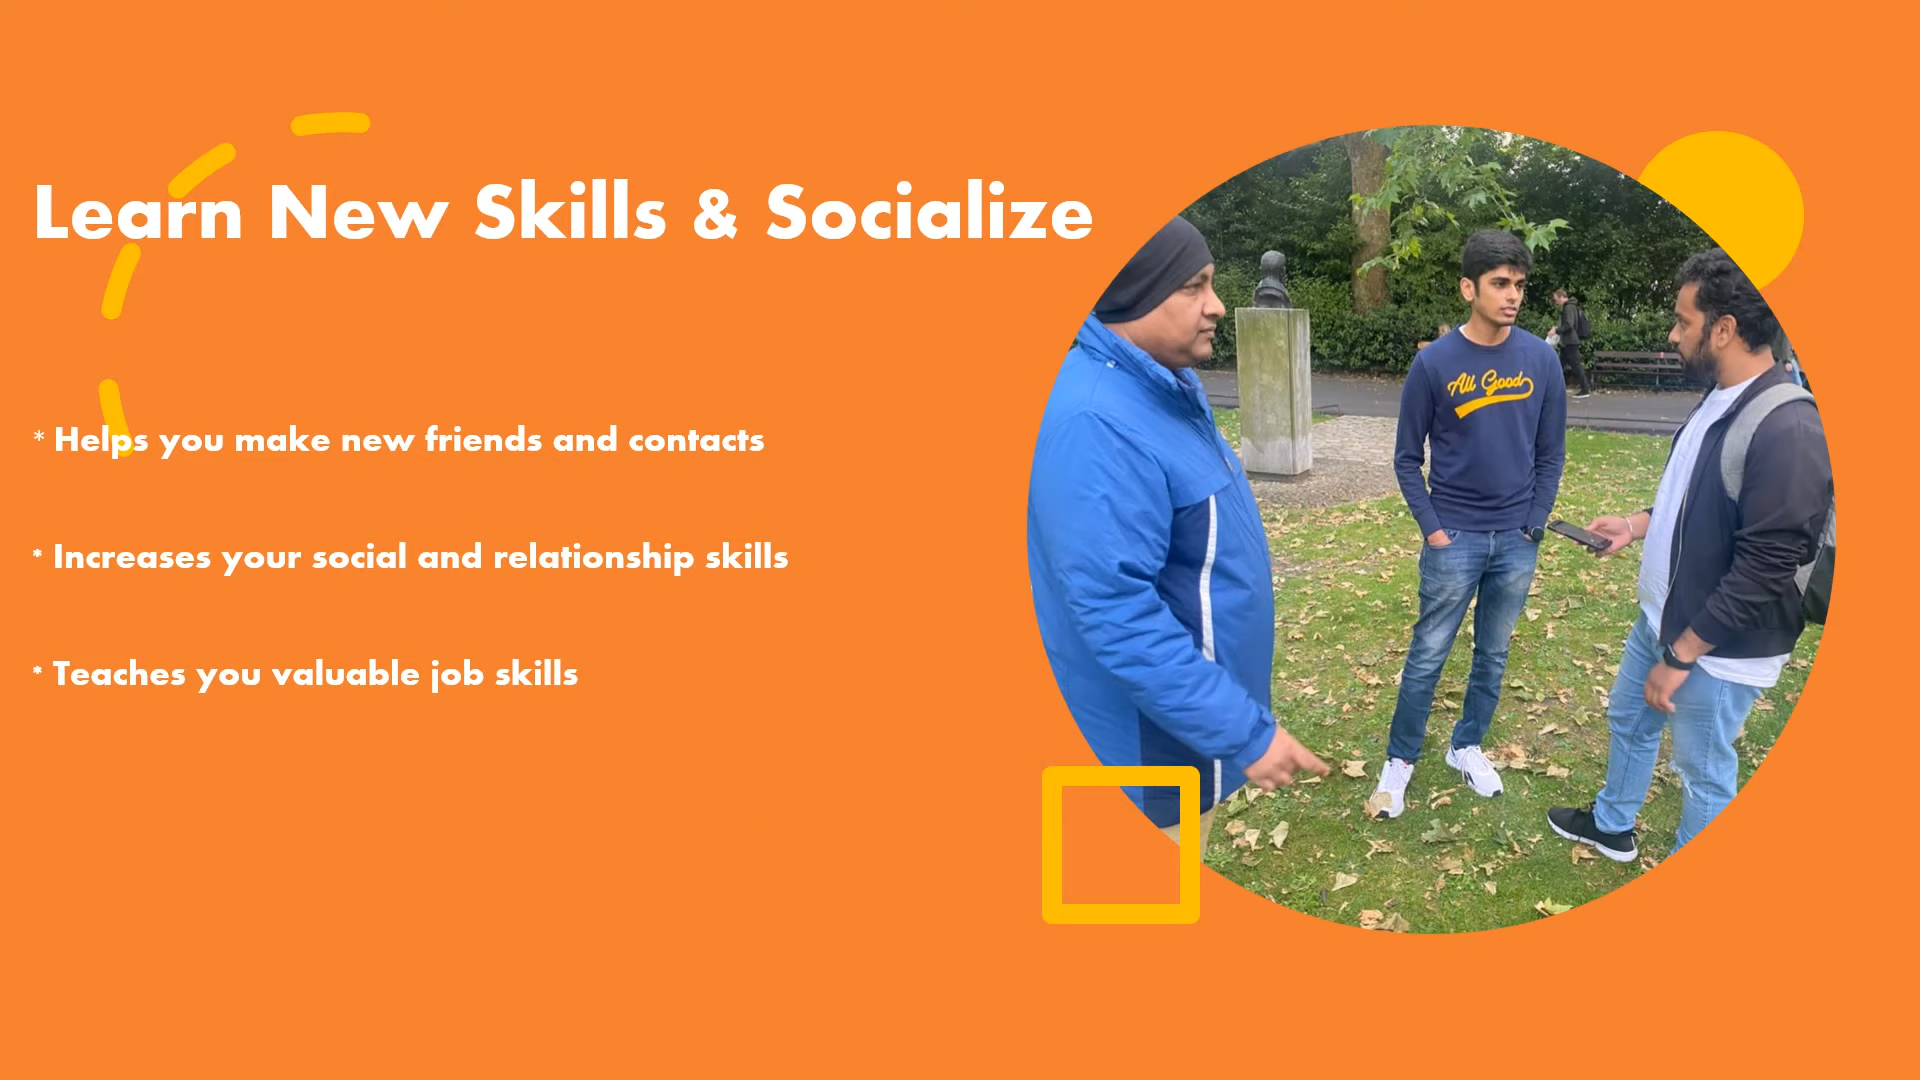 Learn New Skills & Socialize
* Helps you make new friends and contacts
* Increases your social and relationship skills
* Teaches you valuable job skills
All Good